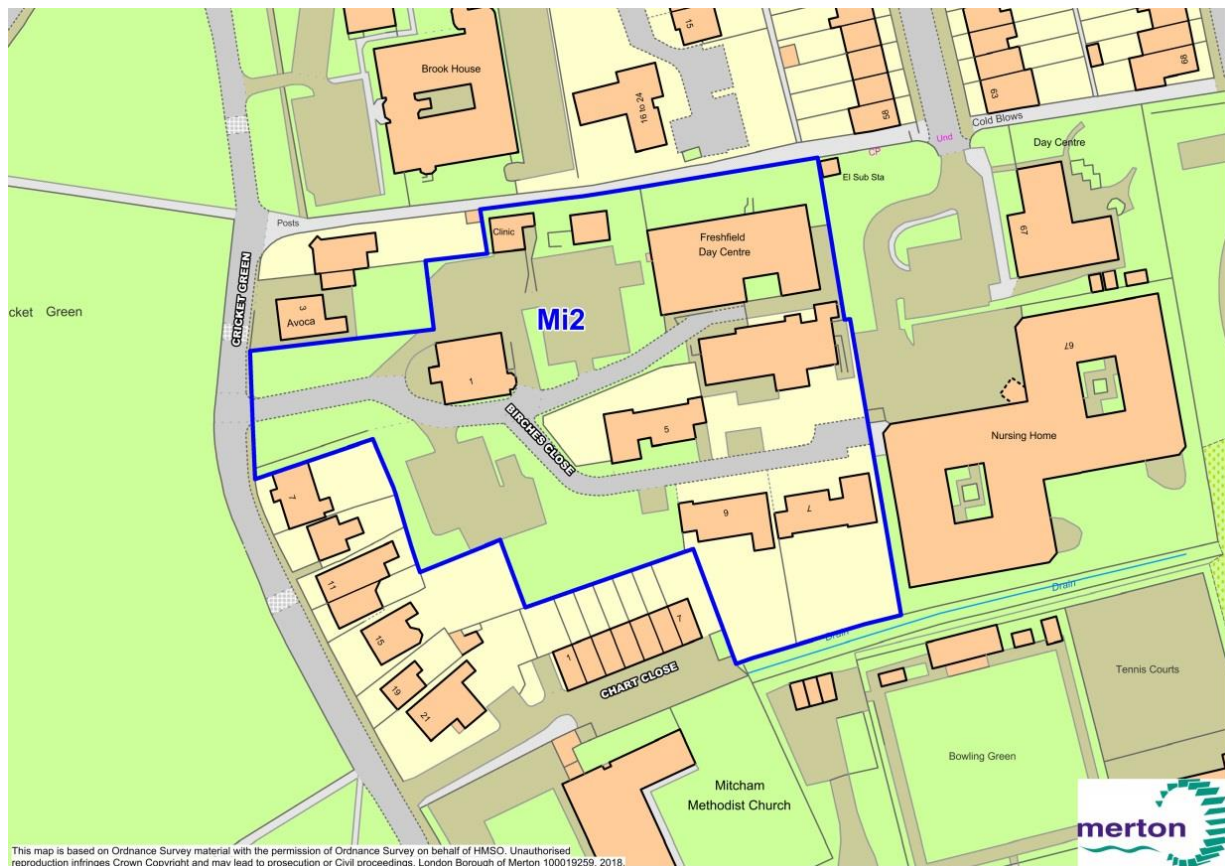 15
Brook House
16 to 24
58
63
68
Cold Blows
Und
CP
Day Centre
El Sub Sta
Posts
Clinic
Freshfield
Day Centre
67
CRICKET GREEN
cket Green
3
Avoca
Mi2
1
BIRCHES CLOSE
5
67
Nursing Home
7
6
7
11
15
19
21
1
7
CHART CLOSE
Drain
Drain
Tennis Courts
Bowling Green
Mitcham
Methodist Church
merton
This map is based on Ordnance Survey material with the permission of Ordnance Survey on behalf of HMSO. Unauthorised
reproduction infringes Crown Copyright and may lead to prosecution or Civil proceedings. London Borough of Merton 100019259. 2018.